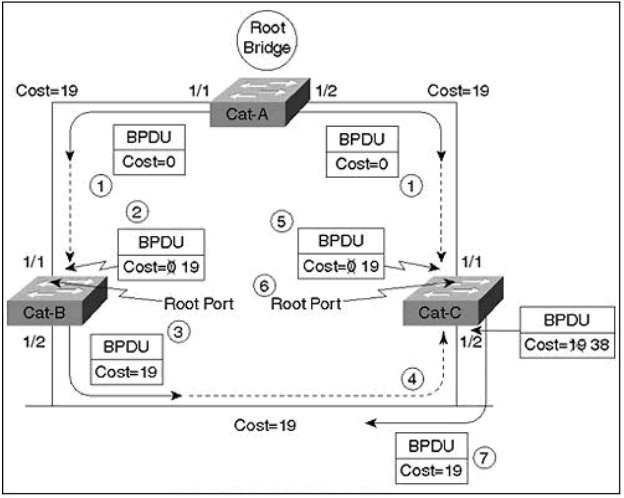 Root
Bridge
Cost=19
1/1
1/2
Cost=19
Cat-A
BPDU
Cost=0
BPDU
Cost=0
1
1
2
BPDU
Cost=0 19
5
BPDU
Cost=0 19
1/1
1/1
Root Port
6
Root Port
Cat-B
Cat-C
1/2
3
BPDU
Cost=19
1/2
BPDU
Cost=19 38
4
Cost=19
BPDU
Cost=19
7